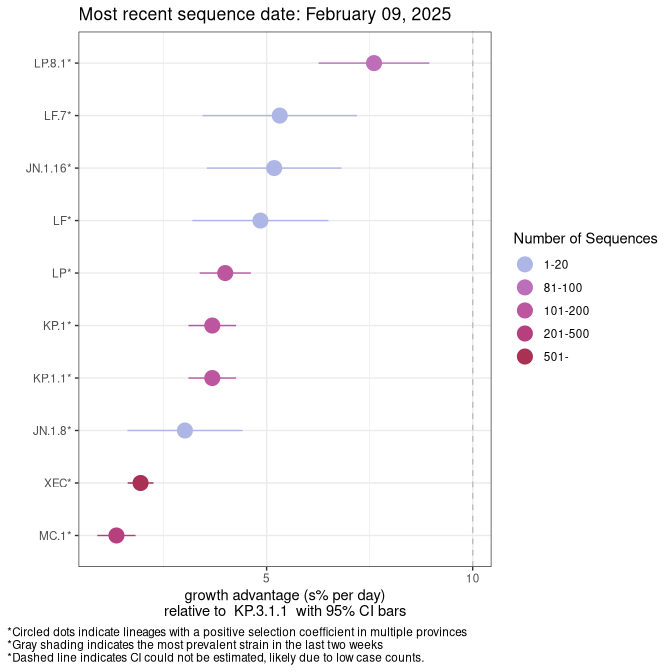 Most recent sequence date: February 09, 2025
LP.8.1*
LF.7*
JN.1.16*
LF*
LP*
KP.1*
KP.1.1*
JN.1.8*
XEC*
MC.1*
5
10
growth advantage (s% per day)
relative to  KP.3.1.1  with 95% CI bars
Number of Sequences
1-20
81-100
101-200
201-500
501-
*Circled dots indicate lineages with a positive selection coefficient in multiple provinces
*Gray shading indicates the most prevalent strain in the last two weeks
*Dashed line indicates CI could not be estimated, likely due to low case counts.